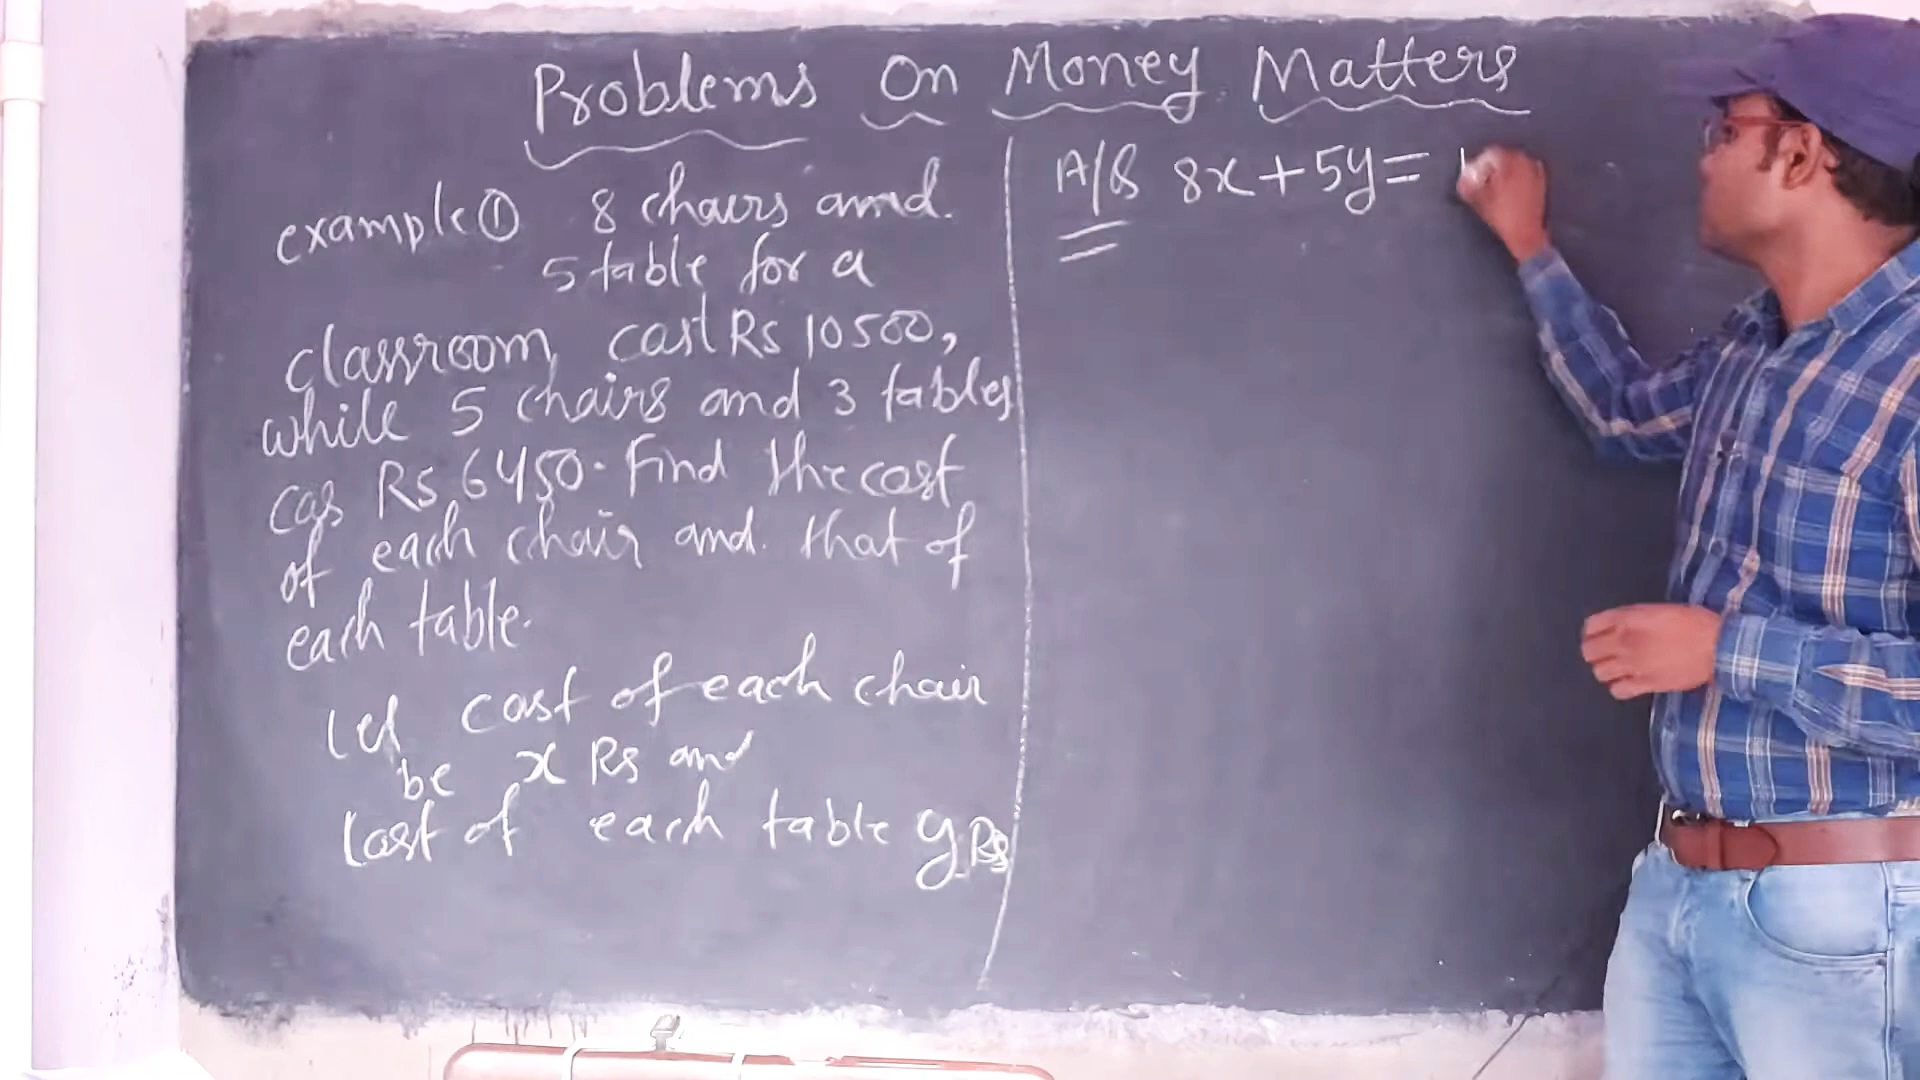 Problems On Money Matters
example ① 8 chairs and.
5 table for a
classroom cost Rs 10500,
while 5 chairs and 3 tables
cos Rs 6450. Find the cost
of each chair and. that of
each table.
let cost of each chair
be x Rs and
cost of each table y Rs
A/Q 8x + 5y =